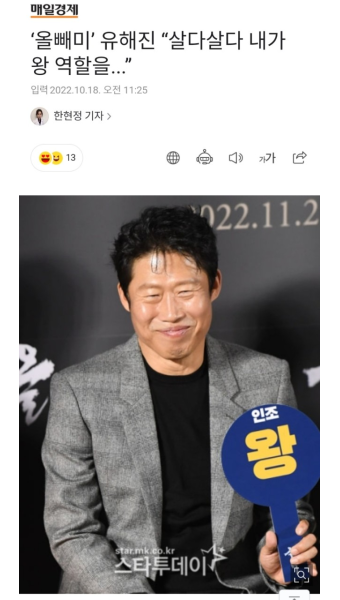 매일경제
‘올빼미’ 유해진 “살다살다 내가
왕 역할을...”
입력 2022.10.18. 오전 11:25
한현정 기자 >
13
가가
2022.11.2
인조
왕
star.mk.co.kr
스타투데이